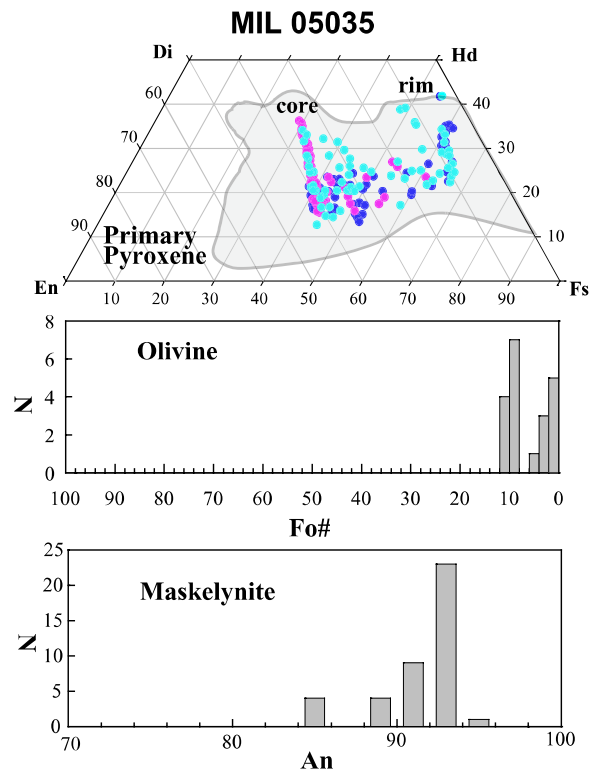 MIL 05035
Di Hd
rim
60 core 40
70 30
80 20
90 Primary 10
Pyroxene
En Fs
10 20 30 40 50 60 70 80 90
8
Olivine
6
N
4
2
0
100 90 80 70 60 50 40 30 20 10 0
Fo#
25
20
Maskelynite
15
N
10
5
0
70 80 90 100
An